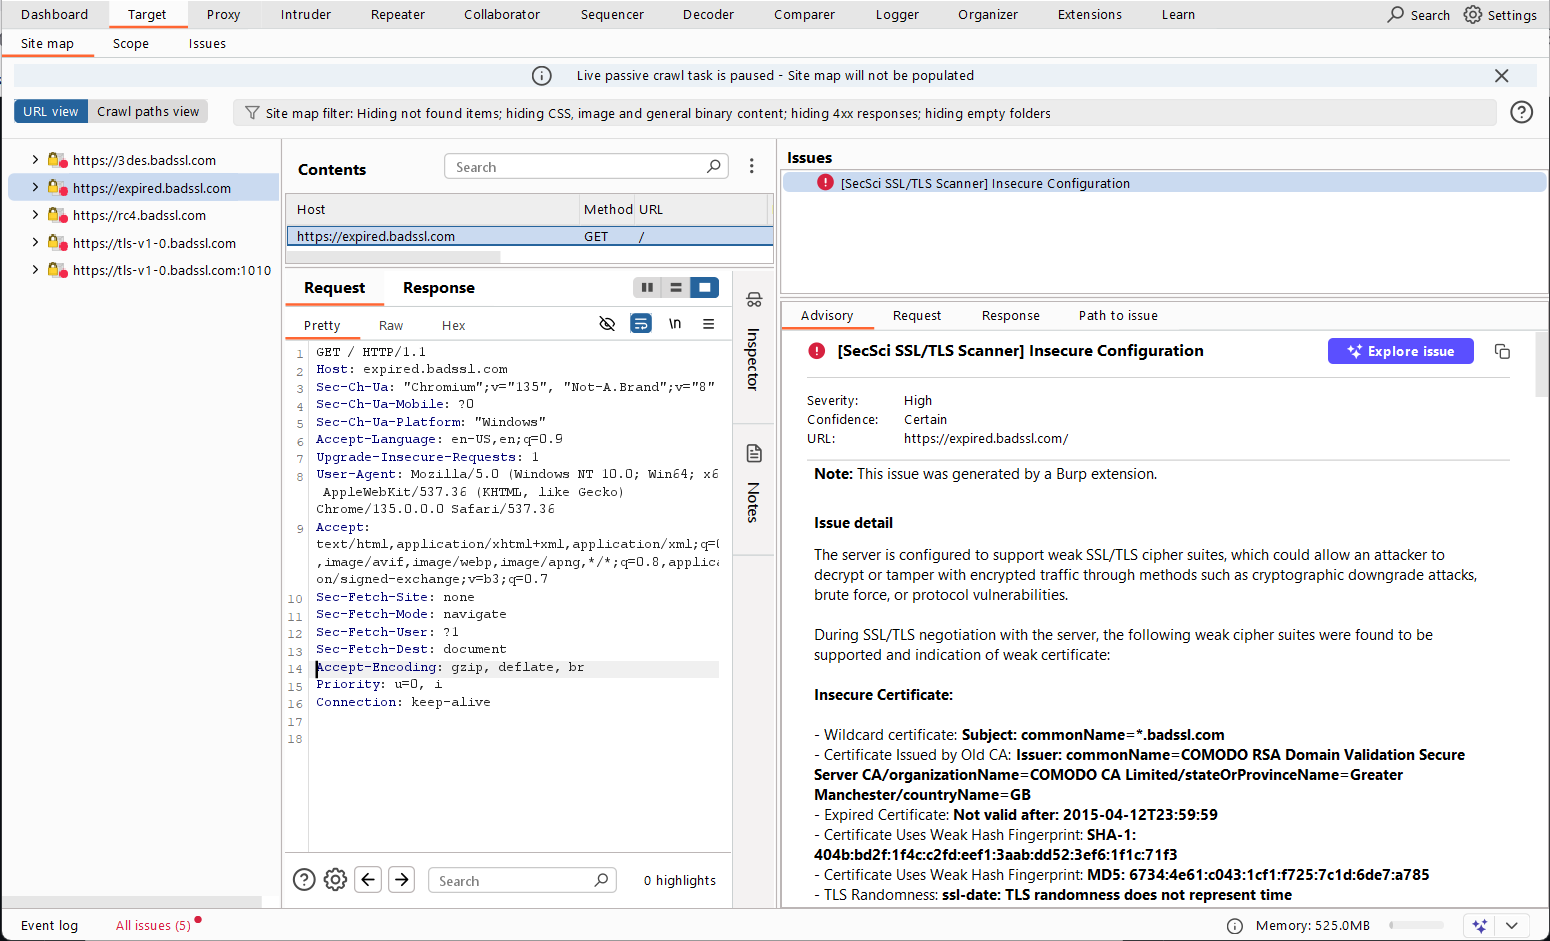 Dashboard Target Proxy Intruder Repeater Collaborator Sequencer Decoder Comparer Logger Organizer Extensions Learn Search Settings
Site map Scope Issues
Live passive crawl task is paused - Site map will not be populated
URL view Crawl paths view
Site map filter: Hiding not found items; hiding CSS, image and general binary content; hiding 4xx responses; hiding empty folders
https://3des.badssl.com
https://expired.badssl.com
https://rc4.badssl.com
https://tls-v1-0.badssl.com
https://tls-v1-0.badssl.com:1010
Contents
Search
Host Method URL
https://expired.badssl.com GET /
Request Response
Pretty Raw Hex
\n
1 GET / HTTP/1.1
2 Host: expired.badssl.com
3 Sec-Ch-Ua: "Chromium";v="135", "Not-A.Brand";v="8"
4 Sec-Ch-Ua-Mobile: ?0
5 Sec-Ch-Ua-Platform: "Windows"
6 Accept-Language: en-US,en;q=0.9
7 Upgrade-Insecure-Requests: 1
8 User-Agent: Mozilla/5.0 (Windows NT 10.0; Win64; x6
AppleWebKit/537.36 (KHTML, like Gecko)
Chrome/135.0.0.0 Safari/537.36
9 Accept:
text/html,application/xhtml+xml,application/xml;q=
,image/avif,image/webp,image/apng,*/*;q=0.8,applic
on/signed-exchange;v=b3;q=0.7
10 Sec-Fetch-Site: none
11 Sec-Fetch-Mode: navigate
12 Sec-Fetch-User: ?1
13 Sec-Fetch-Dest: document
14 Accept-Encoding: gzip, deflate, br
15 Priority: u=0, i
16 Connection: keep-alive
17
18
Search
0 highlights
Inspector
Notes
Issues
[SecSci SSL/TLS Scanner] Insecure Configuration
Advisory Request Response Path to issue
[SecSci SSL/TLS Scanner] Insecure Configuration
Explore issue
Severity: High
Confidence: Certain
URL: https://expired.badssl.com/
Note: This issue was generated by a Burp extension.
Issue detail
The server is configured to support weak SSL/TLS cipher suites, which could allow an attacker to
decrypt or tamper with encrypted traffic through methods such as cryptographic downgrade attacks,
brute force, or protocol vulnerabilities.
During SSL/TLS negotiation with the server, the following weak cipher suites were found to be
supported and indication of weak certificate:
Insecure Certificate:
- Wildcard certificate: Subject: commonName=*.badssl.com
- Certificate Issued by Old CA: Issuer: commonName=COMODO RSA Domain Validation Secure
Server CA/organizationName=COMODO CA Limited/stateOrProvinceName=Greater
Manchester/countryName=GB
- Expired Certificate: Not valid after: 2015-04-12T23:59:59
- Certificate Uses Weak Hash Fingerprint: SHA-1:
404b:bd2f:1f4c:c2fd:eef1:3aab:dd52:3ef6:1f1c:71f3
- Certificate Uses Weak Hash Fingerprint: MD5: 6734:4e61:c043:1cf1:f725:7c1d:6de7:a785
- TLS Randomness: ssl-date: TLS randomness does not represent time
Event log All issues (5)
Memory: 525.0MB